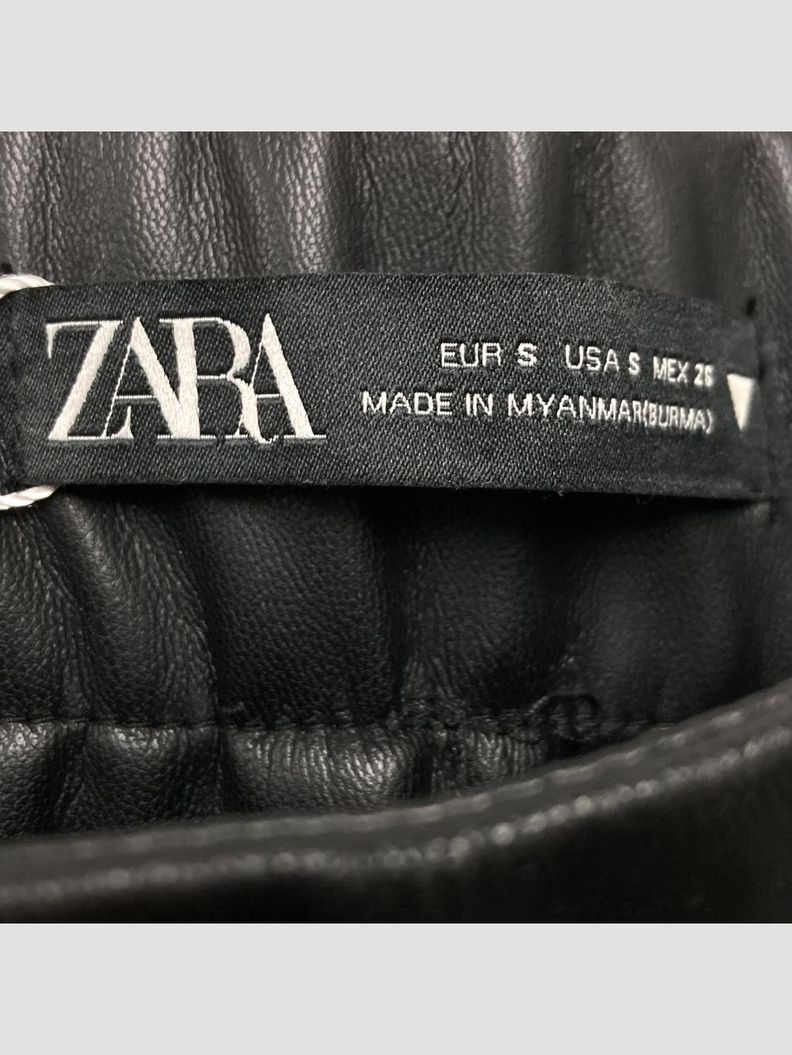 ZARA
EUR S USA S MEX 26
MADE IN MYANMAR(BURMA)